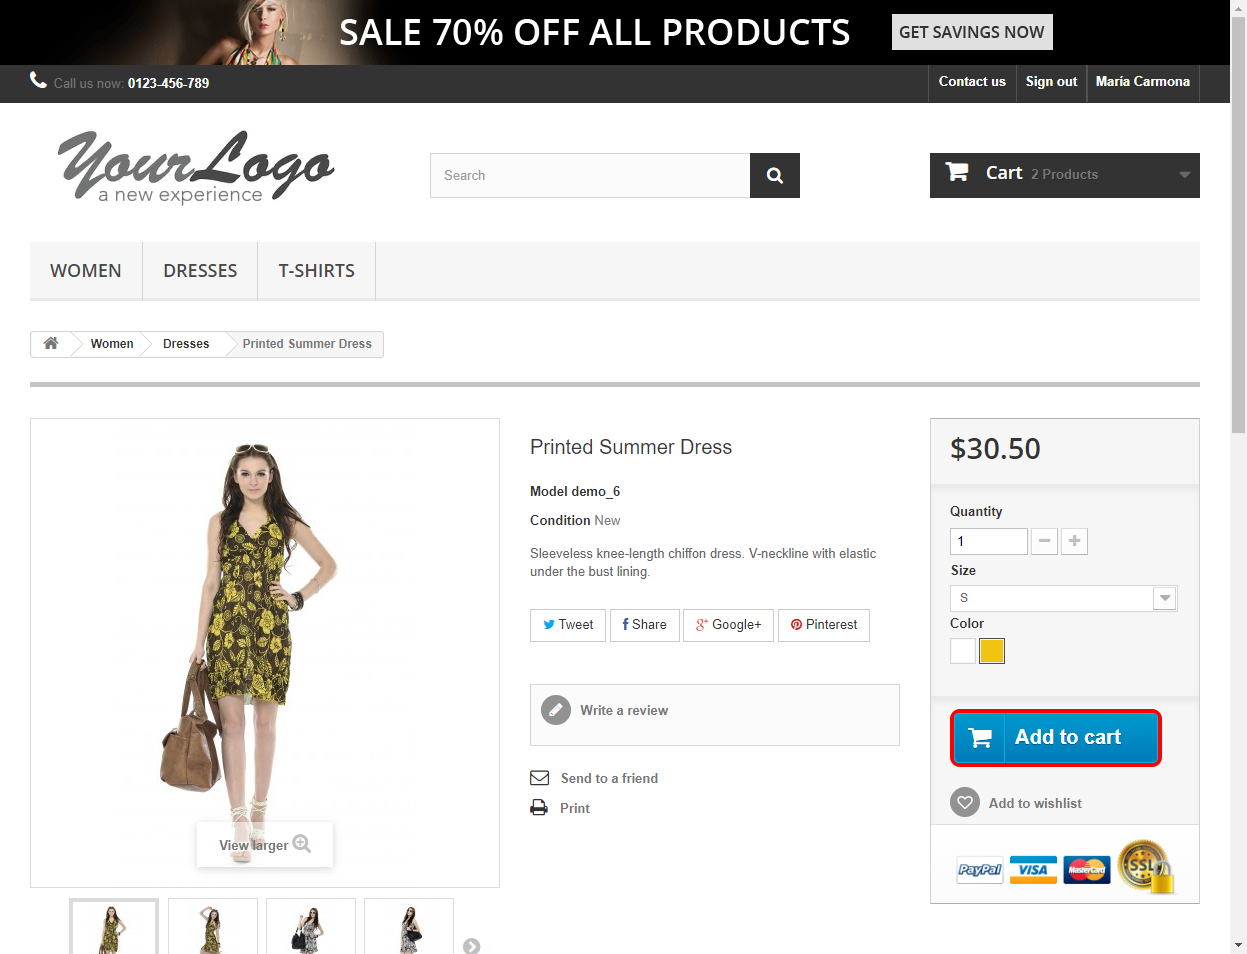 SALE 70% OFF ALL PRODUCTS
GET SAVINGS NOW
Call us now: 0123-456-789
Contact us
Sign out
María Carmona
YourLogo
a new experience
Search
Cart 2 Products
WOMEN
DRESSES
T-SHIRTS
Women
Dresses
Printed Summer Dress
View larger
Printed Summer Dress
Model demo_6
Condition New
Sleeveless knee-length chiffon dress. V-neckline with elastic
under the bust lining.
Tweet
Share
Google+
Pinterest
Write a review
Send to a friend
Print
$30.50
Quantity
1
Size
S
Color
Add to cart
Add to wishlist
PayPal
VISA
MasterCard
SSL